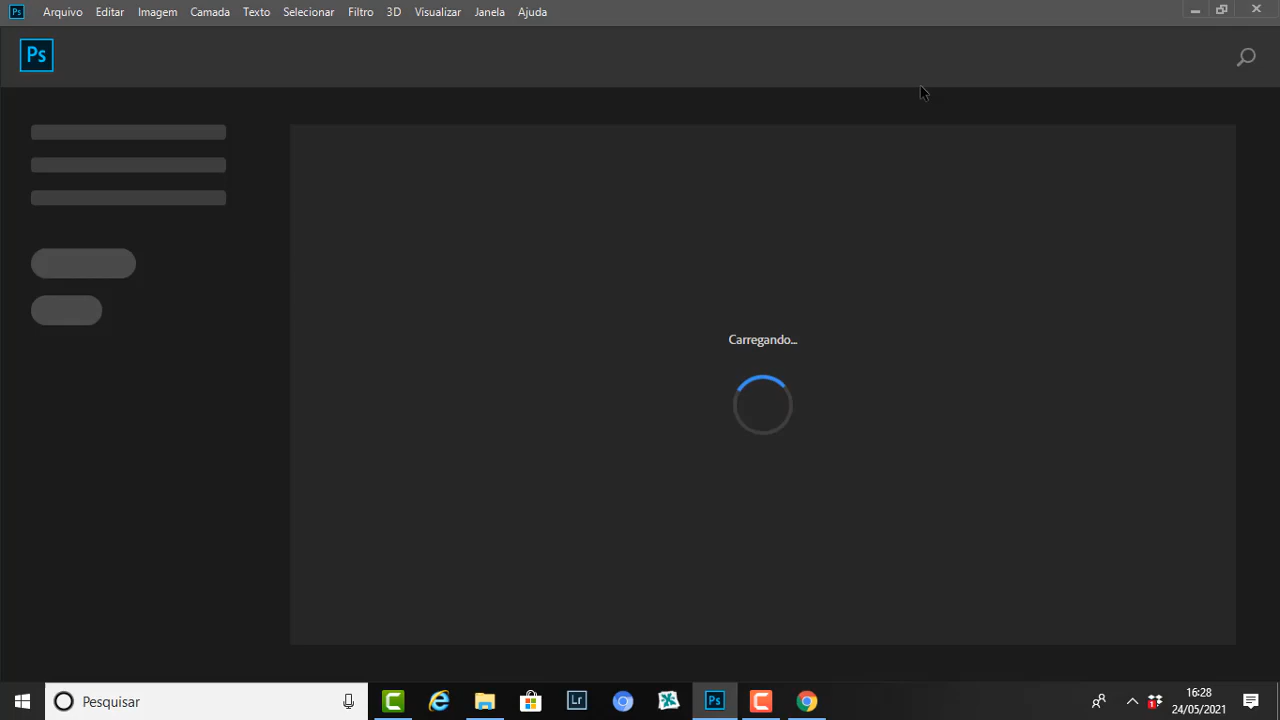 Ps Arquivo Editar Imagem Camada Texto Selecionar Filtro 3D Visualizar Janela Ajuda
Ps
Carregando...
Pesquisar
Lr
Ps
1
16:28
24/05/2021